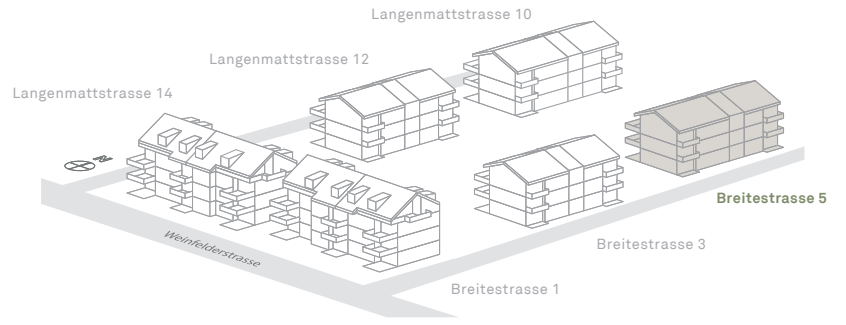 Langenmattstrasse 10
Langenmattstrasse 12
Langenmattstrasse 14
N
Breitestrasse 5
Weinfelderstrasse
Breitestrasse 3
Breitestrasse 1